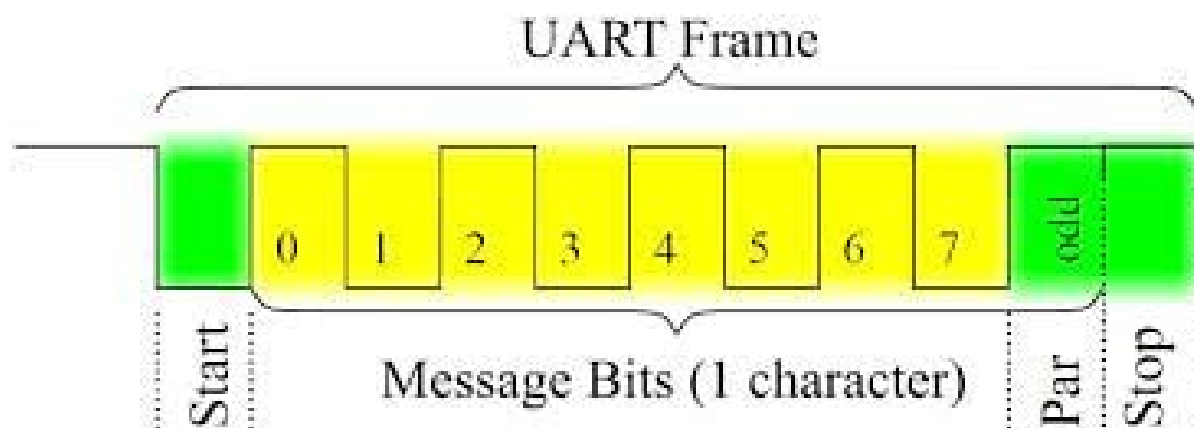 UART Frame
0 1 2 3 4 5 6 7 odd
Start
Message Bits (1 character)
Par
Stop